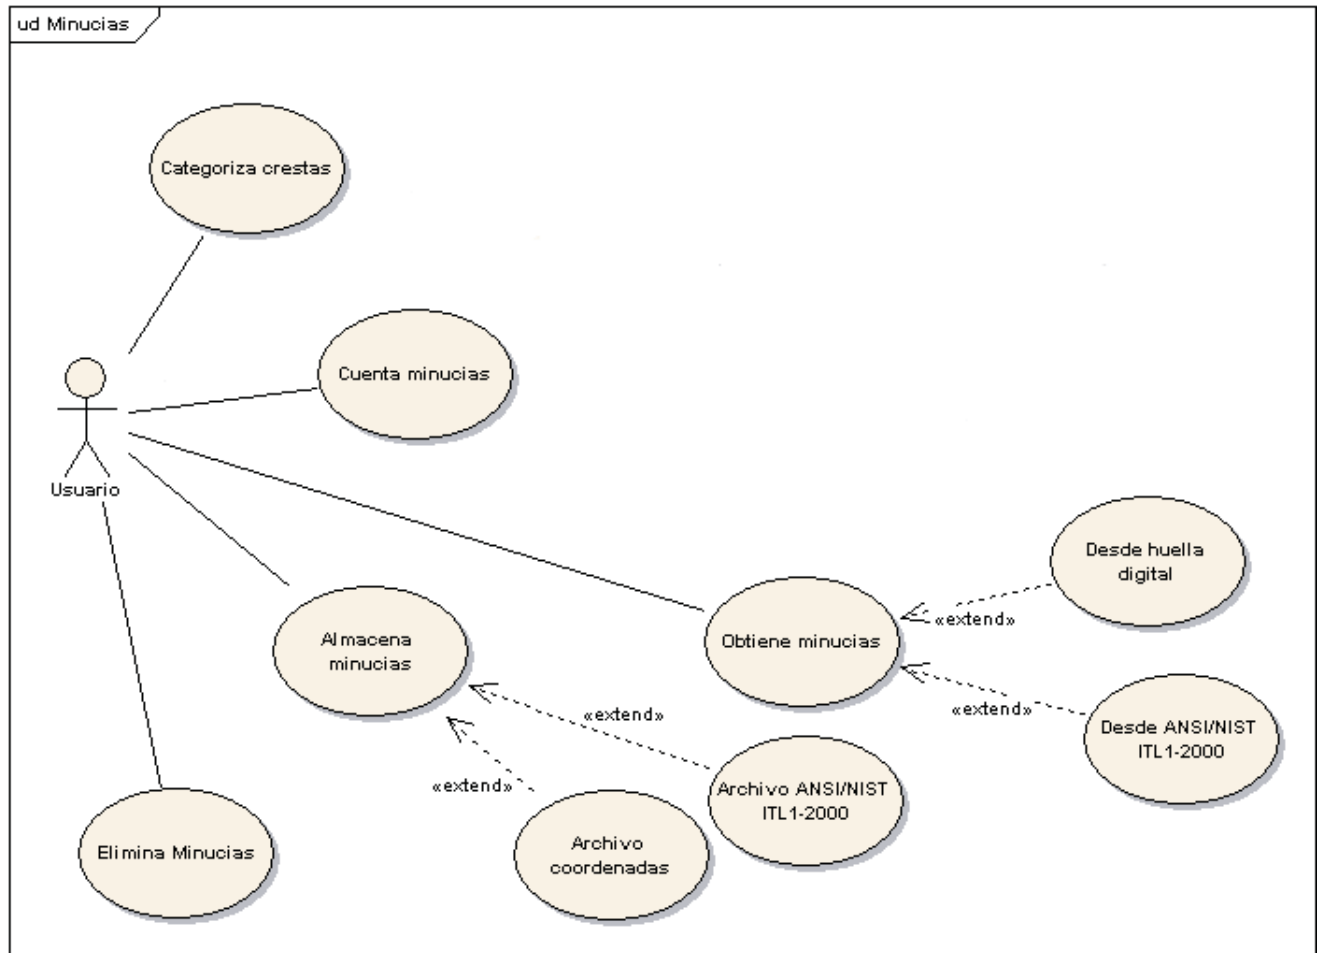 ud Minucias
Categoriza crestas
Cuenta minucias
Usuario
Desde huella
digital
Almacena
minucias
Obtiene minucias
«extend»
«extend»
«extend»
Desde ANSI/NIST
ITL1-2000
«extend»
Archivo ANSI/NIST
ITL1-2000
Elimina Minucias
Archivo
coordenadas